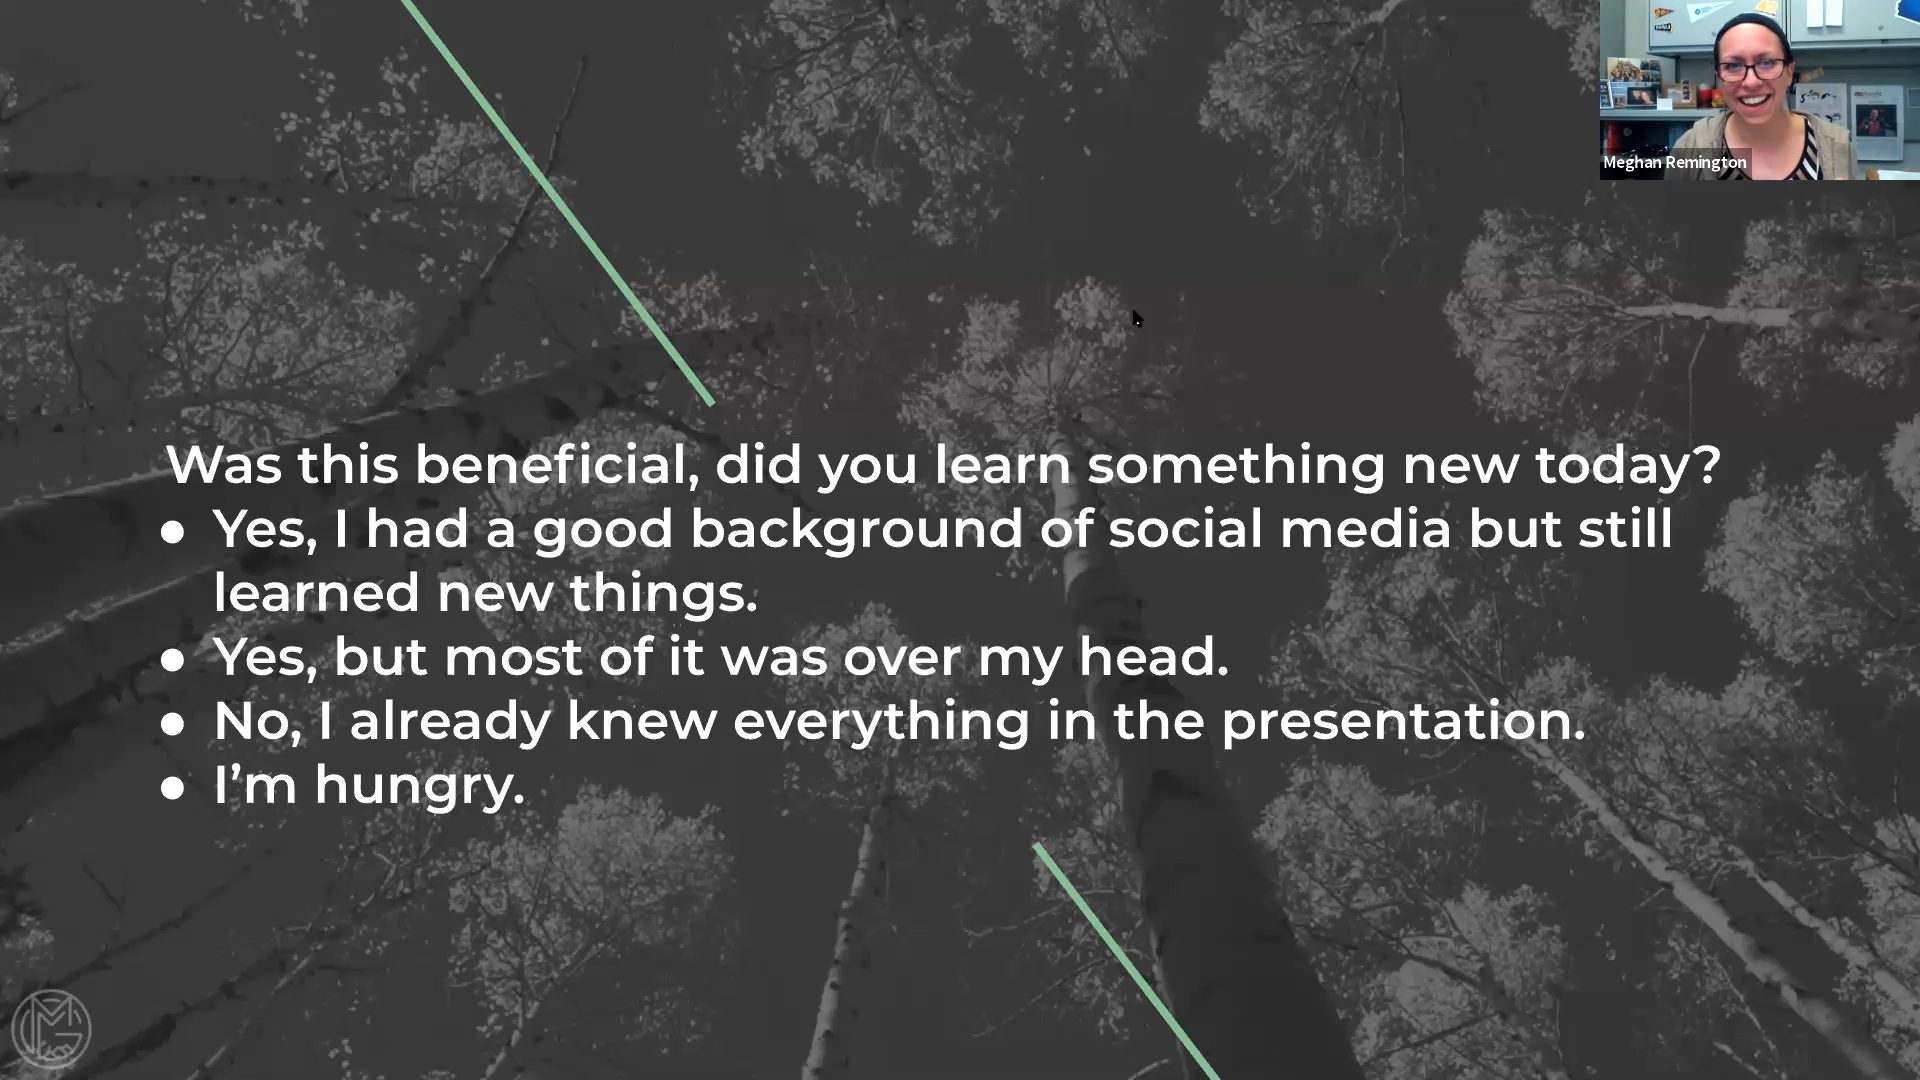 Meghan Remington
Was this beneficial, did you learn something new today?
● Yes, I had a good background of social media but still
learned new things.
● Yes, but most of it was over my head.
● No, I already knew everything in the presentation.
● I’m hungry.